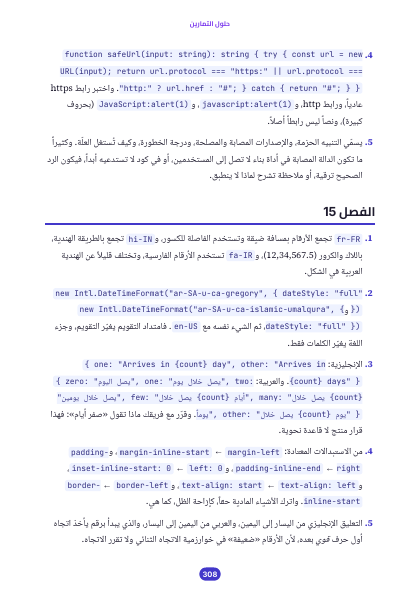 حلول التمارين
4. function safeUrl(input: string): string { try { const url = new
URL(input); return url.protocol === "https:" || url.protocol ===
"http:" ? url.href : "#"; } catch { return "#"; } }. واختبر رابط https
عادياً، ورابط http، و javascript:alert(1)، و JavaScript:alert(1) (بحروف
كبيرة)، ونصاً ليس رابطاً أصلاً.
5. يسمّي التنبيه الحزمة، والإصدارات المصابة والمصلحة، ودرجة الخطورة، وكيف تُستغل العلّة. وكثيراً
ما تكون الدالة المصابة في أداة بناء لا تصل إلى المستخدمين، أو في كود لا تستدعيه أبداً، فيكون الرد
الصحيح ترقية، أو ملاحظة تشرح لماذا لا ينطبق.
الفصل 15
1. fr-FR تجمع الأرقام بمسافة ضيقة وتستخدم الفاصلة للكسور، و hi-IN تجمع بالطريقة الهندية،
باللاك والكرور (12,34,567.5)، و fa-IR تستخدم الأرقام الفارسية، وتختلف قليلاً عن العربية
العربية في الشكل.
2. new Intl.DateTimeFormat("ar-SA-u-ca-gregory", { dateStyle: "full"
}) و new Intl.DateTimeFormat("ar-SA-u-ca-islamic-umalqura", {
dateStyle: "full" })، ثم الشيء نفسه مع en-US. فامتداد التقويم يغيّر التقويم، وجزء
اللغة يغيّر الكلمات فقط.
3. الإنجليزية: { one: "Arrives in {count} day", other: "Arrives in
{count} days" }. والعربية: { zero: "يصل اليوم", one: "يصل خلال يوم", two:
"يصل خلال يومين", few: "يصل خلال {count} أيام", many: "يصل خلال {count}
يوماً", other: "يصل خلال {count} يوم" }. وقرّر مع فريقك ماذا تقول «صفر أيام»: فهذا
قرار منتج لا قاعدة نحوية.
4. من الاستبدالات المعتادة: margin-left ← margin-inline-start، و padding-
right ← padding-inline-end، و left: 0 ← inset-inline-start: 0،
و text-align: left ← text-align: start، و border-left ← border-
inline-start. واترك الأشياء المادية حقاً، كإزاحة الظل، كما هي.
5. التعليق الإنجليزي من اليسار إلى اليمين، والعربي من اليمين إلى اليسار، والذي يبدأ برقم يأخذ اتجاه
أول حرف قوي بعده، لأن الأرقام «ضعيفة» في خوارزمية الاتجاه الثنائي ولا تقرر الاتجاه.
308